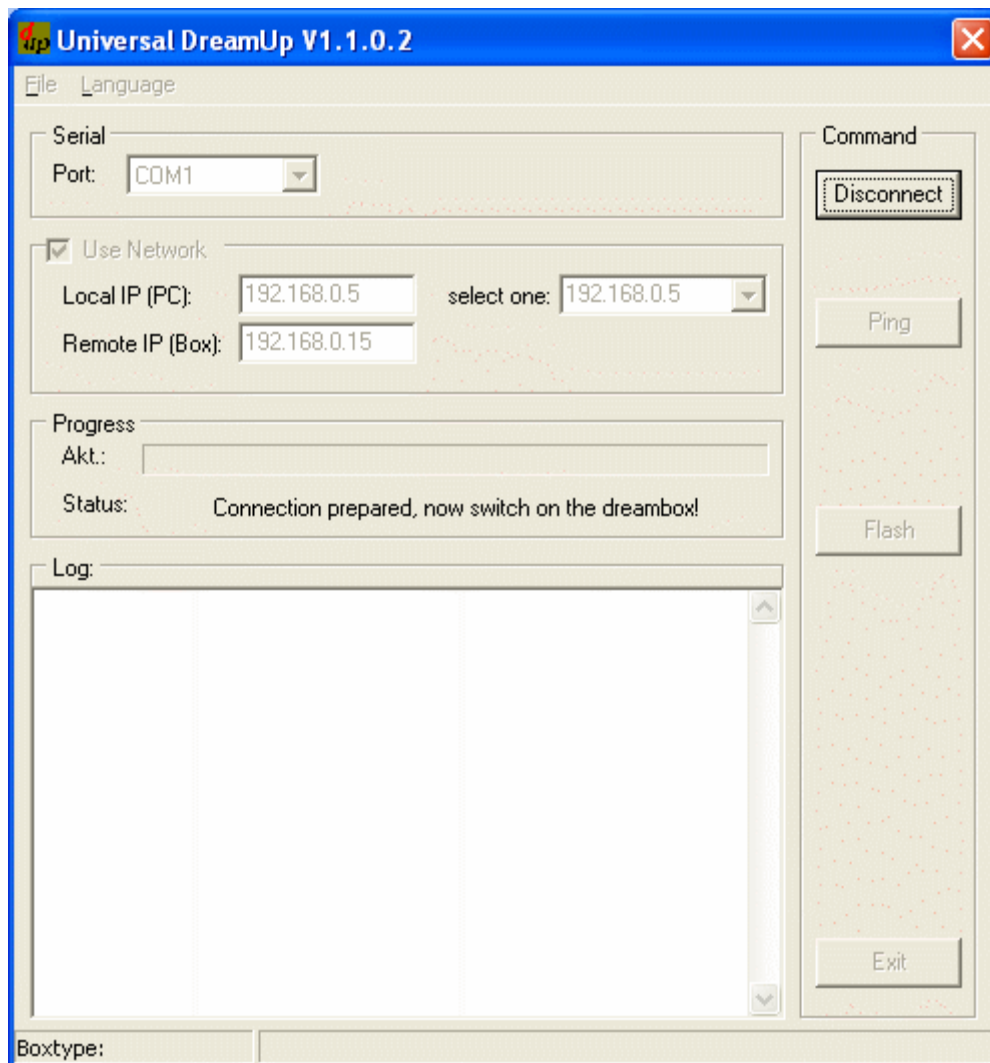 Universal DreamUp V1.1.0.2
File Language
Serial
Port: COM1
Use Network
Local IP (PC): 192.168.0.5 select one: 192.168.0.5
Remote IP (Box): 192.168.0.15
Progress
Akt.:
Status: Connection prepared, now switch on the dreambox!
Log:
Command
Disconnect
Ping
Flash
Exit
Boxtype: